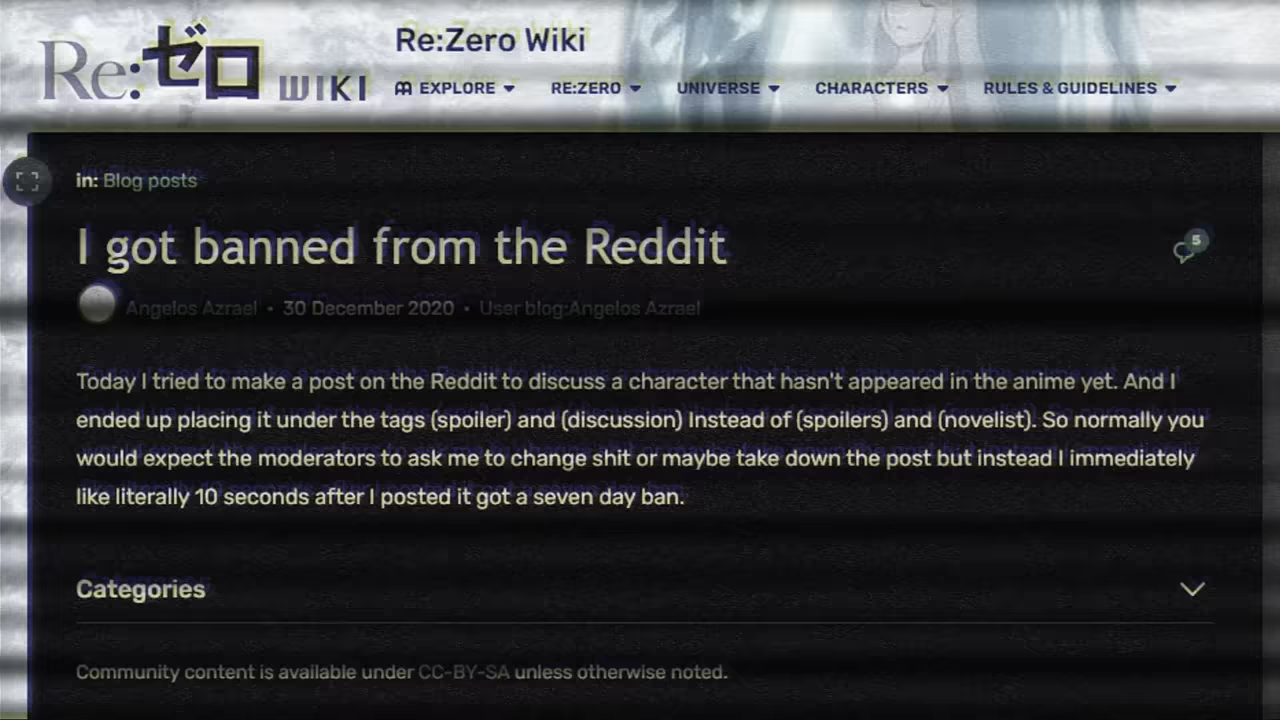 Re:ゼロ WIKI
Re:Zero Wiki
EXPLORE RE:ZERO UNIVERSE CHARACTERS RULES & GUIDELINES
in: Blog posts
I got banned from the Reddit
5
Angelos Azrael • 30 December 2020 • User blog:Angelos Azrael
Today I tried to make a post on the Reddit to discuss a character that hasn't appeared in the anime yet. And I
ended up placing it under the tags (spoiler) and (discussion) Instead of (spoilers) and (novelist). So normally you
would expect the moderators to ask me to change shit or maybe take down the post but instead I immediately
like literally 10 seconds after I posted it got a seven day ban.
Categories
Community content is available under CC-BY-SA unless otherwise noted.